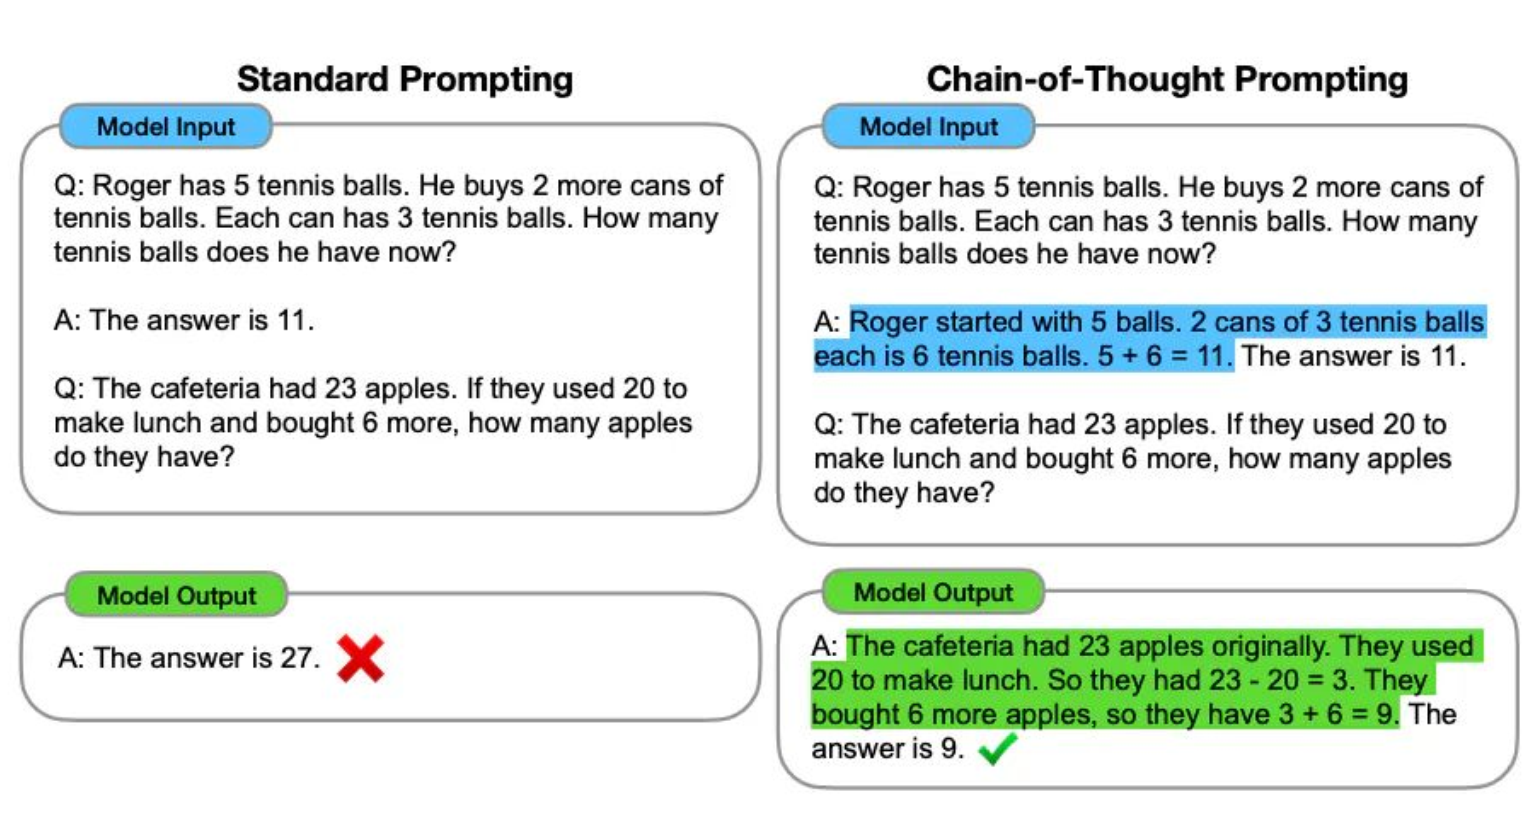 Standard Prompting
Model Input
Q: Roger has 5 tennis balls. He buys 2 more cans of
tennis balls. Each can has 3 tennis balls. How many
tennis balls does he have now?
A: The answer is 11.
Q: The cafeteria had 23 apples. If they used 20 to
make lunch and bought 6 more, how many apples
do they have?
Model Output
A: The answer is 27.
Chain-of-Thought Prompting
Model Input
Q: Roger has 5 tennis balls. He buys 2 more cans of
tennis balls. Each can has 3 tennis balls. How many
tennis balls does he have now?
A: Roger started with 5 balls. 2 cans of 3 tennis balls
each is 6 tennis balls. 5 + 6 = 11. The answer is 11.
Q: The cafeteria had 23 apples. If they used 20 to
make lunch and bought 6 more, how many apples
do they have?
Model Output
A: The cafeteria had 23 apples originally. They used
20 to make lunch. So they had 23 - 20 = 3. They
bought 6 more apples, so they have 3 + 6 = 9. The
answer is 9.